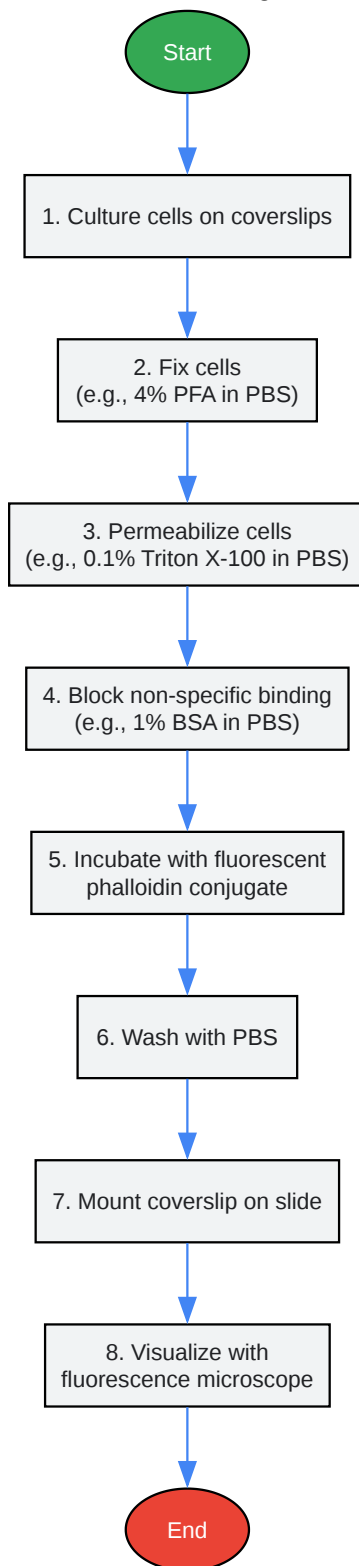 Start
1. Culture cells on coverslips
2. Fix cells
(e.g., 4% PFA in PBS)
3. Permeabilize cells
(e.g., 0.1% Triton X-100 in PBS)
4. Block non-specific binding
(e.g., 1% BSA in PBS)
5. Incubate with fluorescent
phalloidin conjugate
6. Wash with PBS
7. Mount coverslip on slide
8. Visualize with
fluorescence microscope
End